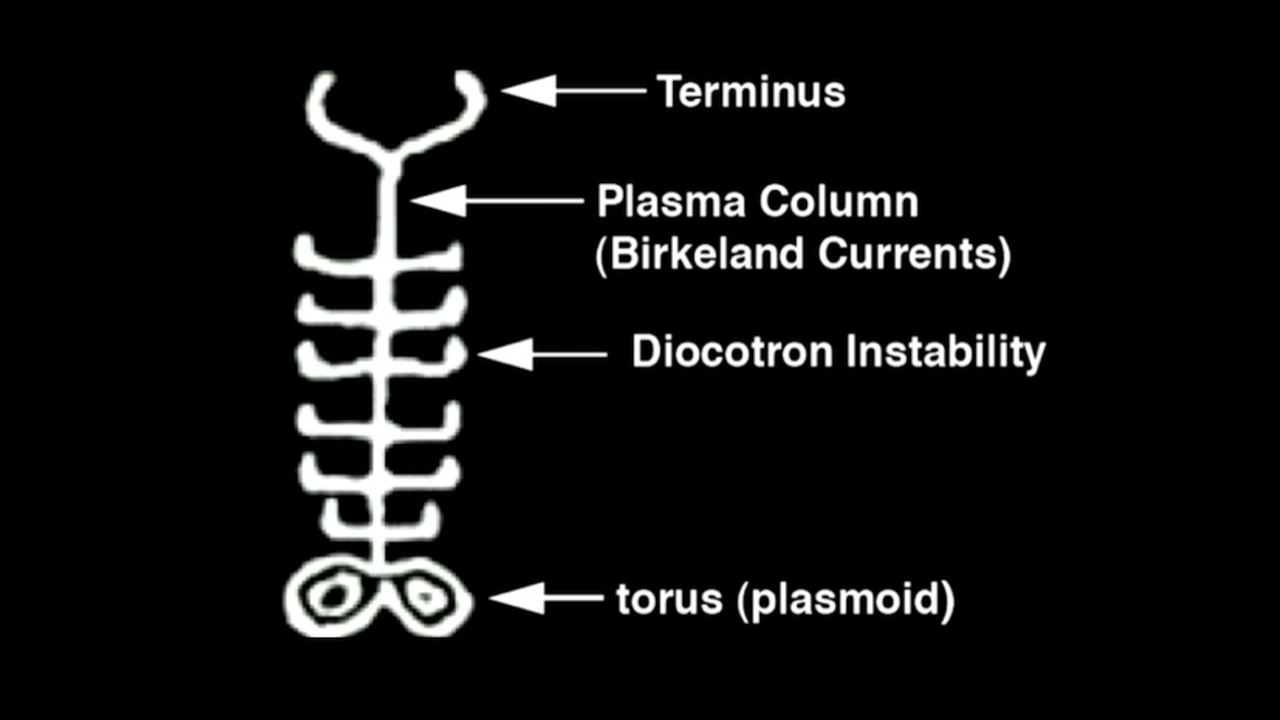 Terminus
Plasma Column
(Birkeland Currents)
Diocotron Instability
torus (plasmoid)